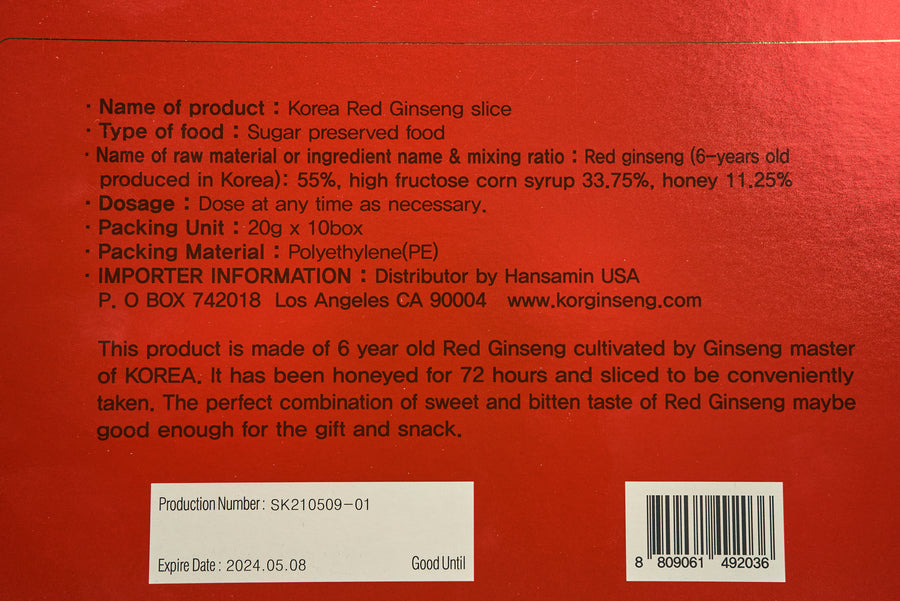 · Name of product : Korea Red Ginseng slice
· Type of food : Sugar preserved food
· Name of raw material or ingredient name & mixing ratio : Red ginseng (6-years old
produced in Korea): 55%, high fructose corn syrup 33.75%, honey 11.25%
· Dosage : Dose at any time as necessary.
· Packing Unit : 20g x 10box
· Packing Material : Polyethylene(PE)
· IMPORTER INFORMATION : Distributor by Hansamin USA
P. O BOX 742018 Los Angeles CA 90004 www.korginseng.com
This product is made of 6 year old Red Ginseng cultivated by Ginseng master
of KOREA. It has been honeyed for 72 hours and sliced to be conveniently
taken. The perfect combination of sweet and bitten taste of Red Ginseng maybe
good enough for the gift and snack.
Production Number : SK210509-01
Expire Date : 2024.05.08 Good Until
8 809061 492036